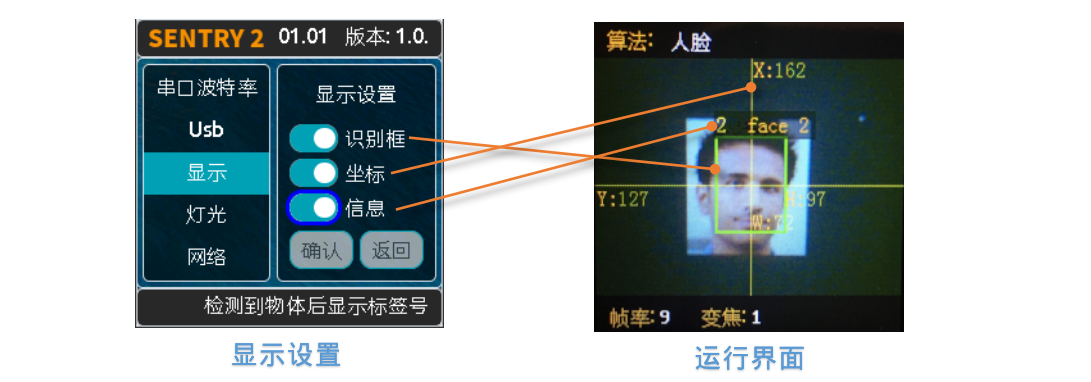 SENTRY 2 01.01 版本: 1.0.
串口波特率
Usb
显示
灯光
网络
显示设置
识别框
坐标
信息
确认 返回
检测到物体后显示标签号
显示设置
算法: 人脸
X:162
2 face 2
Y:127
H:97
W:72
帧率: 9 变焦: 1
运行界面